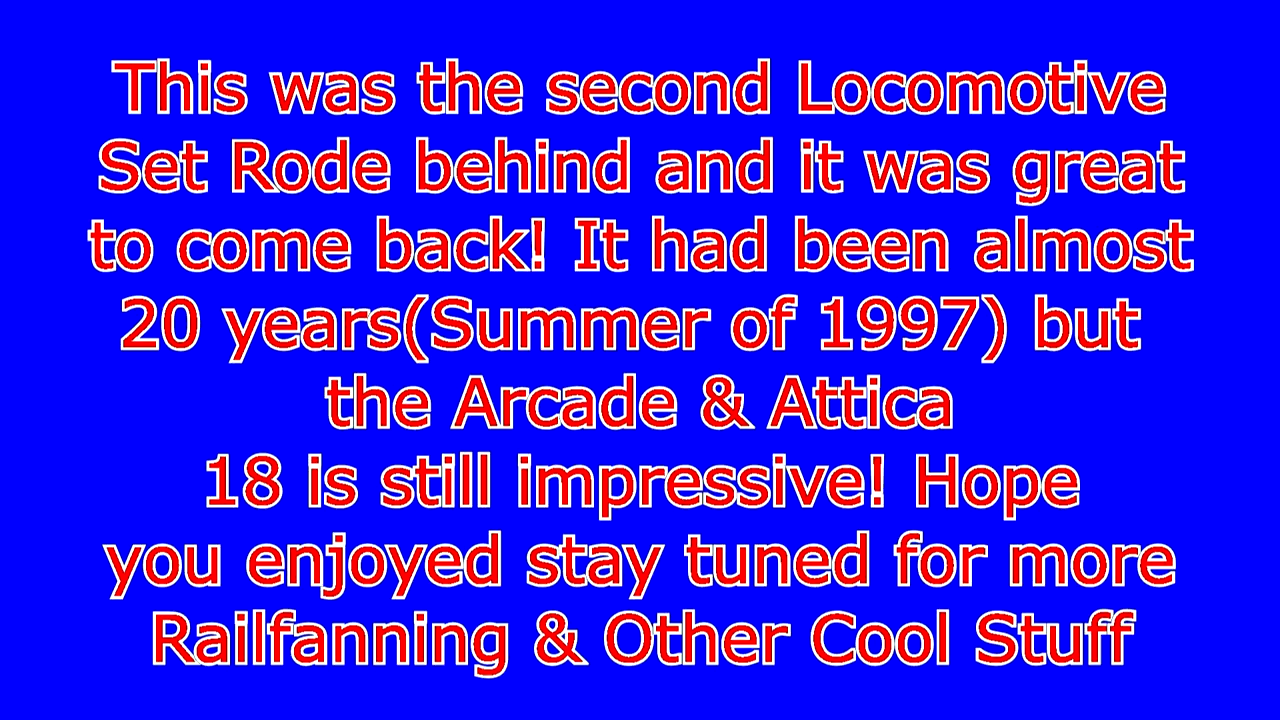 This was the second Locomotive
Set Rode behind and it was great
to come back! It had been almost
20 years(Summer of 1997) but
the Arcade & Attica
18 is still impressive! Hope
you enjoyed stay tuned for more
Railfanning & Other Cool Stuff